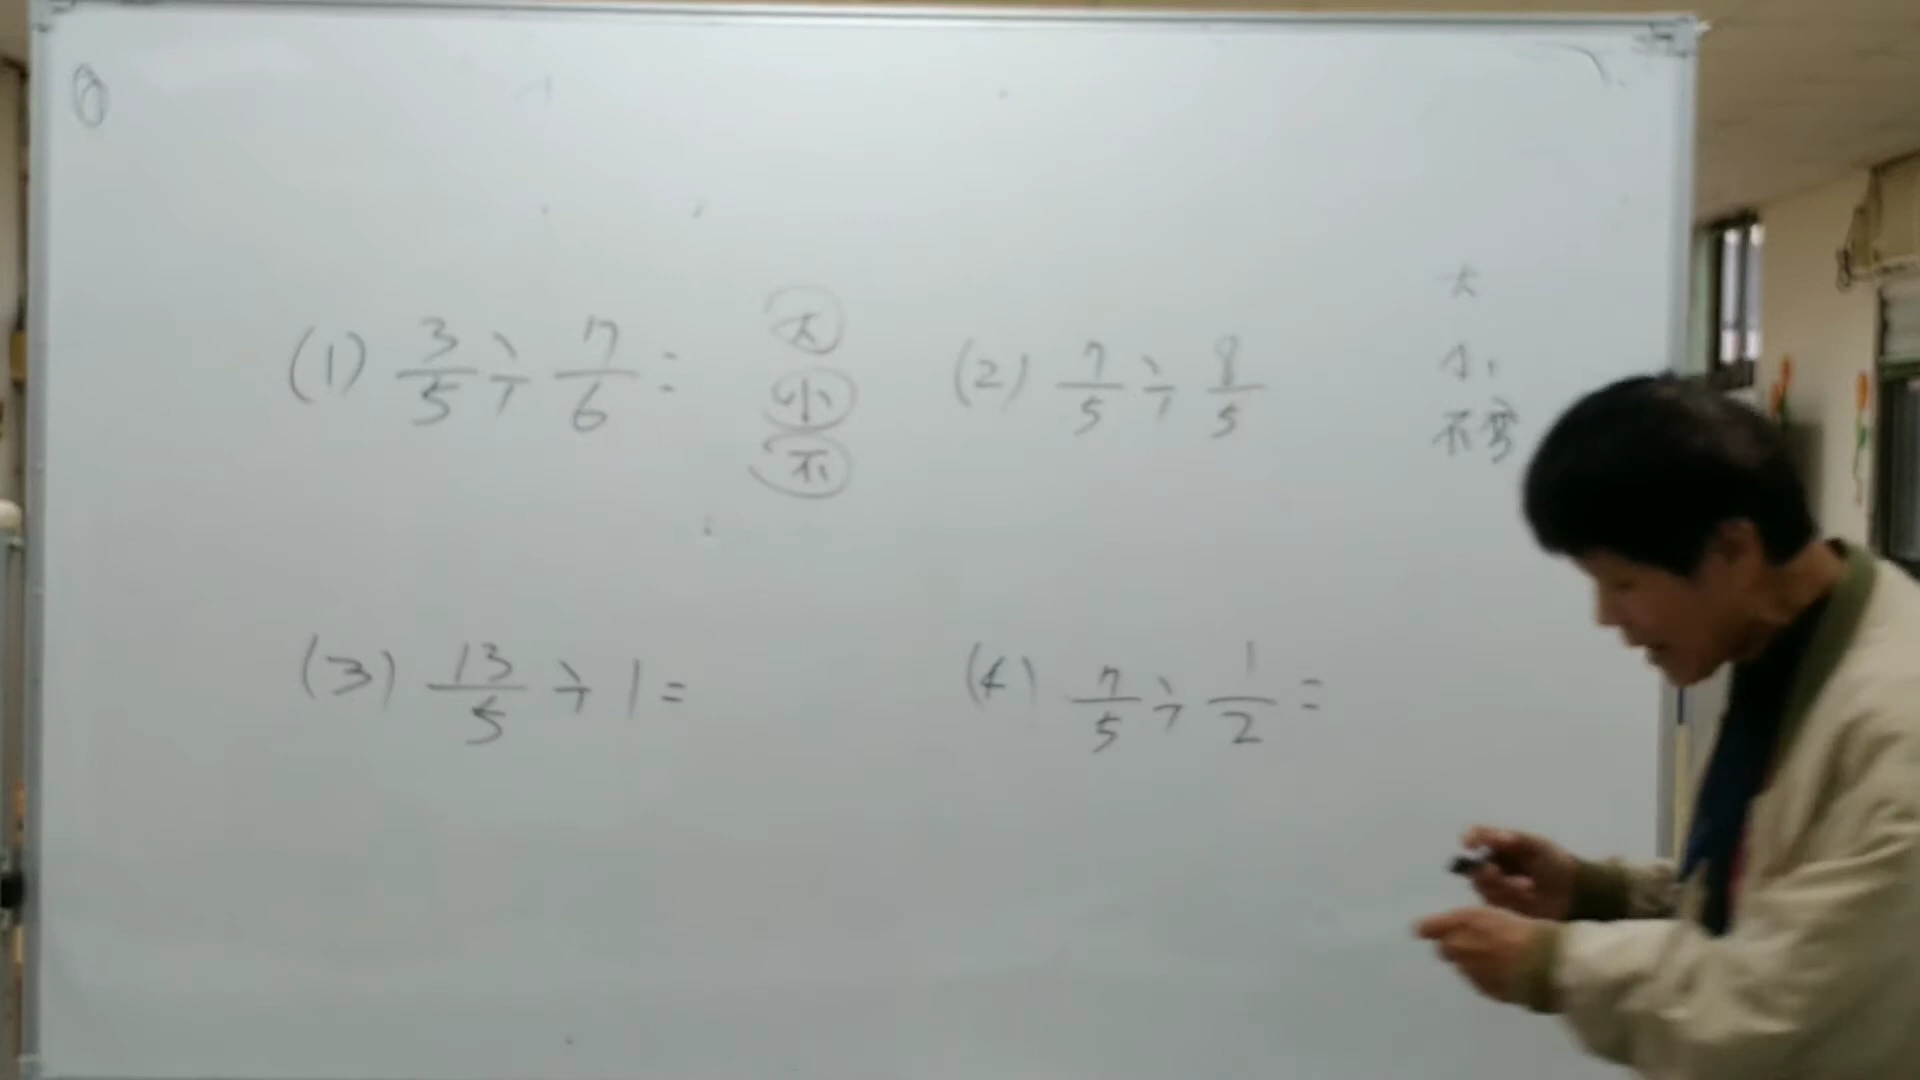 (1) 3/5 ÷ 7/6 =
大
小
不
(2) 7/5 ÷ 8/5
大
小
不变
(3) 13/5 ÷ 1 =
(4) 7/5 ÷ 1/2 =